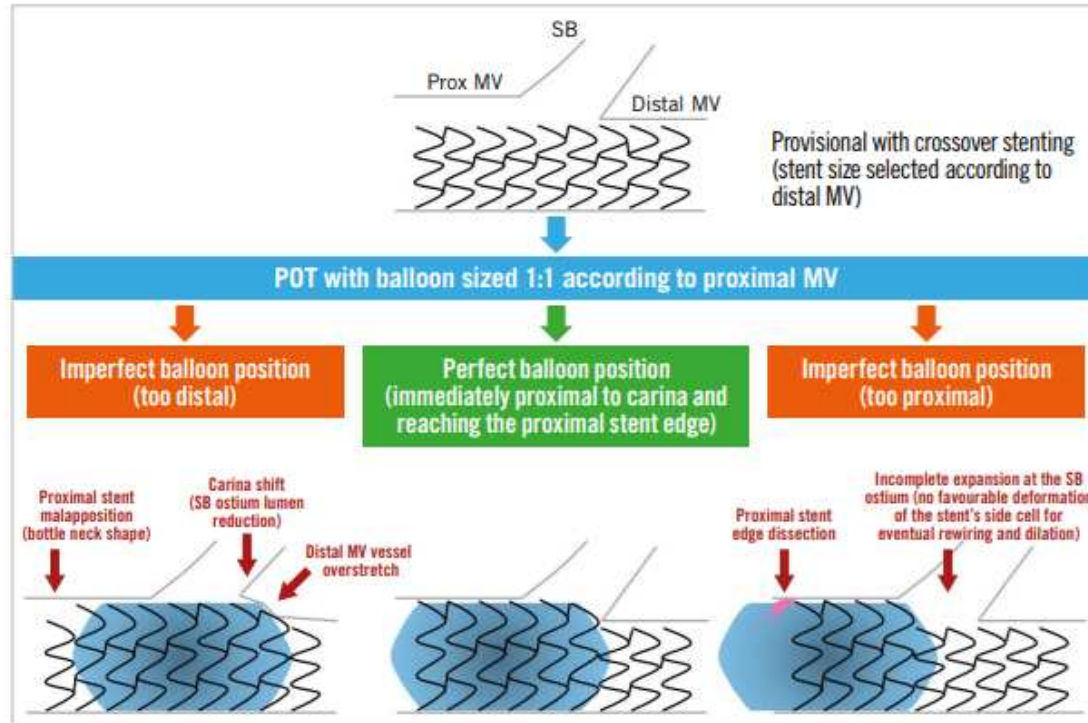 SB
Prox MV
Distal MV
Provisional with crossover stenting
(stent size selected according to
distal MV)
POT with balloon sized 1:1 according to proximal MV
Imperfect balloon position
(too distal)
Perfect balloon position
(immediately proximal to carina and
reaching the proximal stent edge)
Imperfect balloon position
(too proximal)
Proximal stent
malapposition
(bottle neck shape)
Carina shift
(SB ostium lumen
reduction)
Distal MV vessel
overstretch
Proximal stent
edge dissection
Incomplete expansion at the SB
ostium (no favourable deformation
of the stent's side cell for
eventual rewiring and dilation)